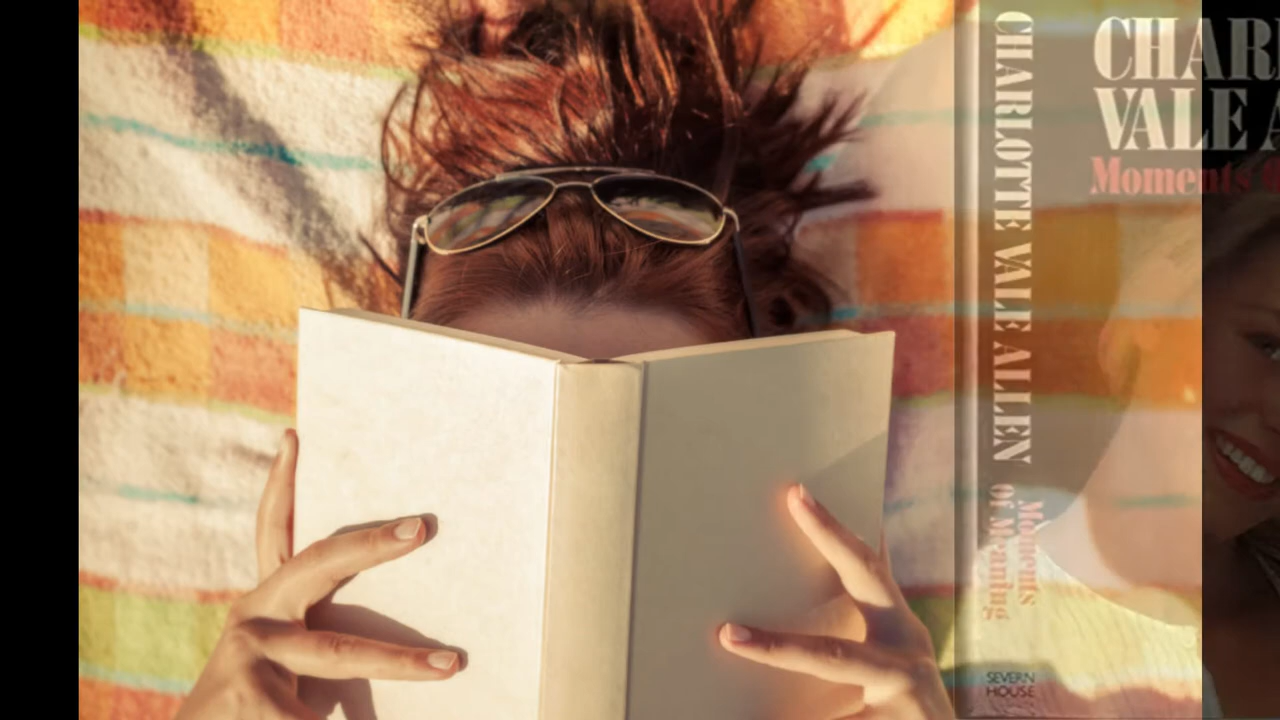 CHARLOTTE VALE ALLEN
Moments
of Meaning
SEVERN
HOUSE
CHAR
VALE A
Moments